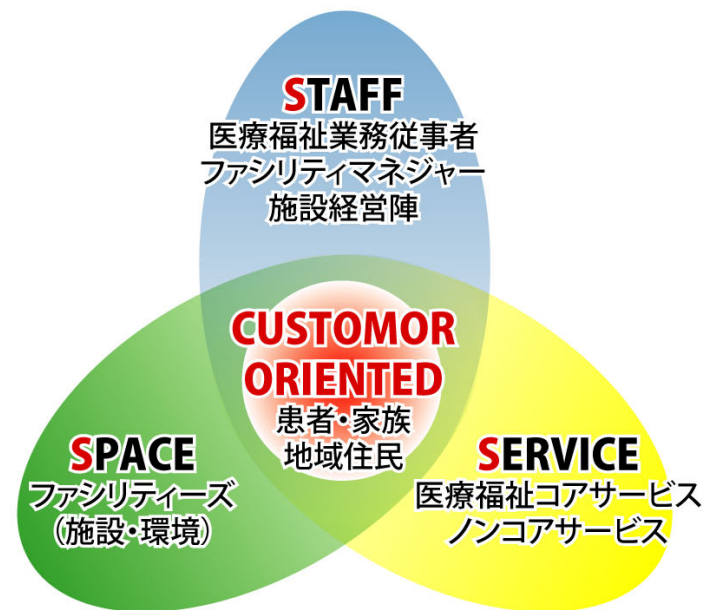 STAFF
医療福祉業務従事者
ファシリティマネジャー
施設経営陣
CUSTOMOR
ORIENTED
患者・家族
地域住民
SPACE
ファシリティーズ
(施設・環境)
SERVICE
医療福祉コアサービス
ノンコアサービス